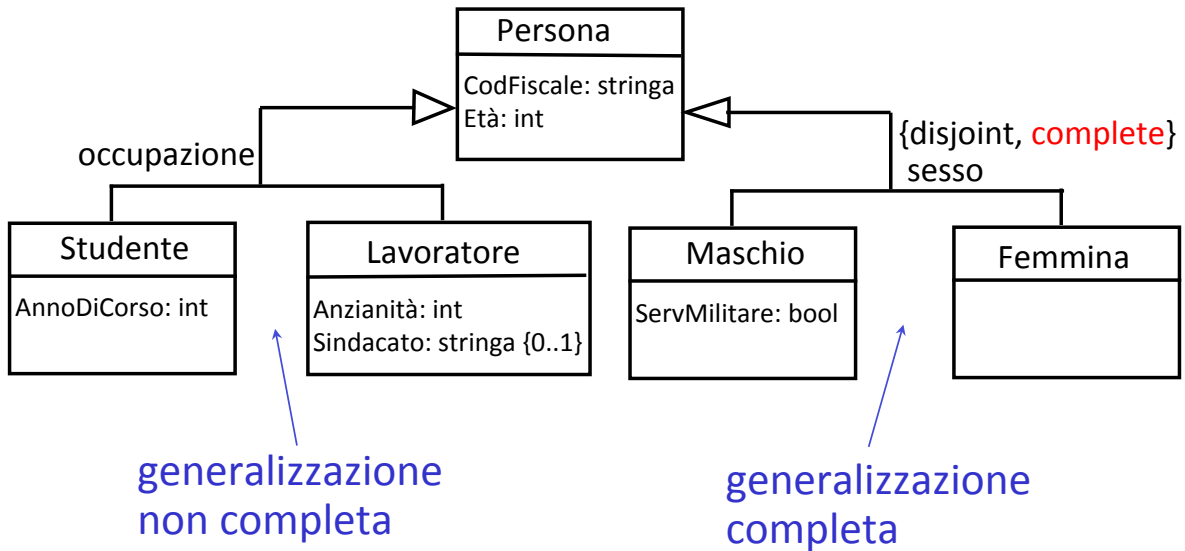 Persona
CodFiscale: stringa
Età: int
occupazione
{disjoint, complete}
sesso
Studente
AnnoDiCorso: int
Lavoratore
Anzianità: int
Sindacato: stringa {0..1}
Maschio
ServMilitare: bool
Femmina
generalizzazione
non completa
generalizzazione
completa